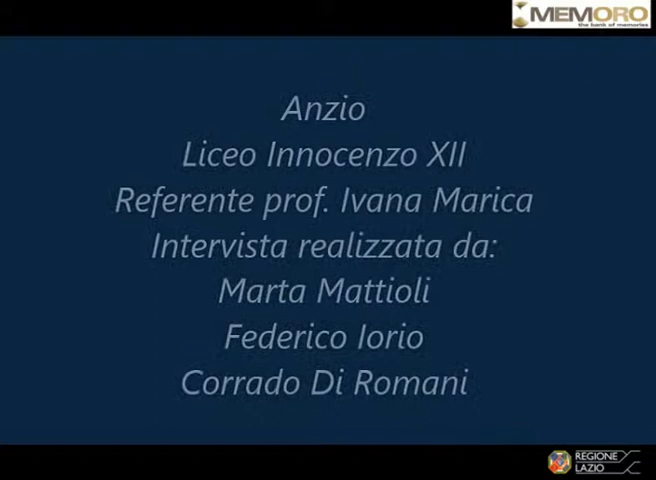 MEMORO
the bank of memories
Anzio
Liceo Innocenzo XII
Referente prof. Ivana Marica
Intervista realizzata da:
Marta Mattioli
Federico Iorio
Corrado Di Romani
REGIONE
LAZIO